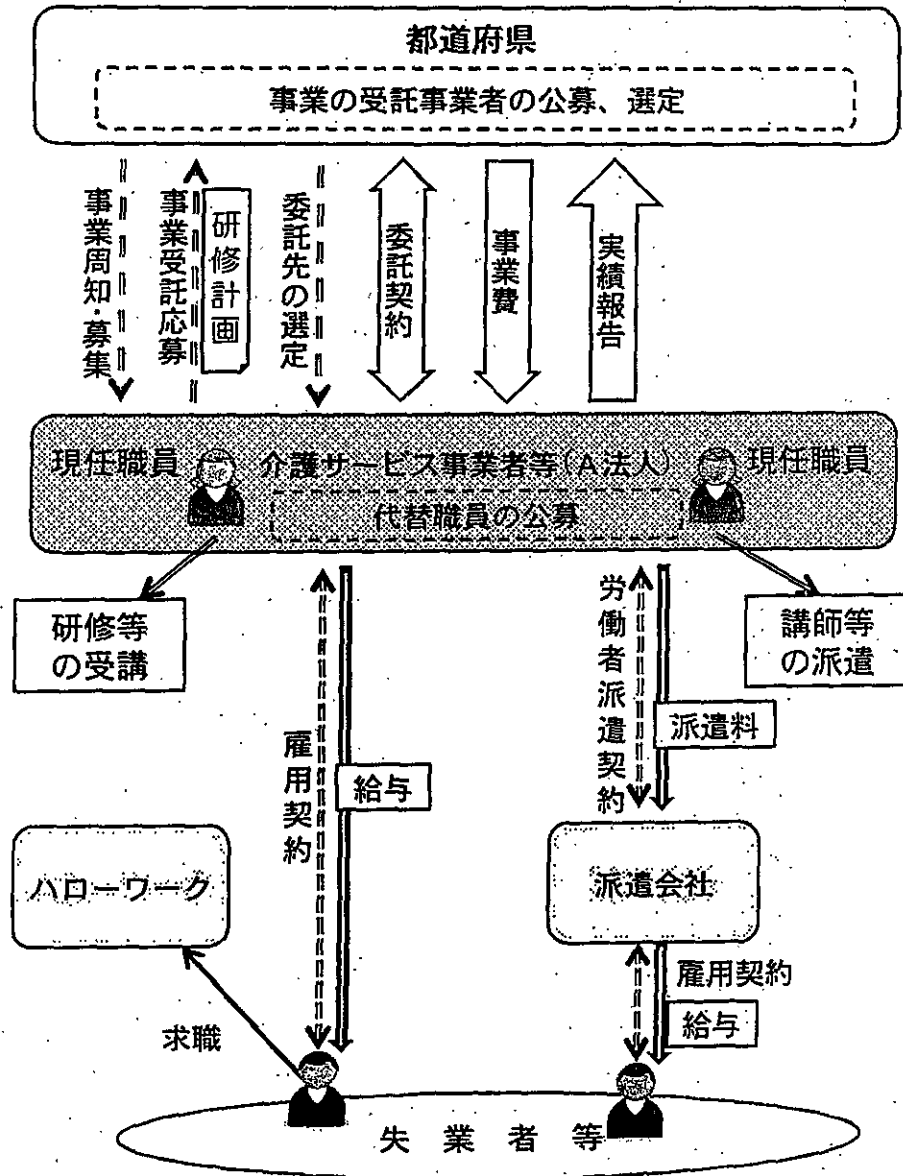 都道府県
事業の受託事業者の公募、選定
事業周知・募集
事業受託応募
研修計画
委託先の選定
委託契約
事業費
実績報告
現任職員
介護サービス事業者等(A法人)
現任職員
代替職員の公募
研修等
の受講
講師等
の派遣
労働者派遣契約
派遣料
雇用契約
給与
ハローワーク
派遣会社
雇用契約
給与
求職
失業者等